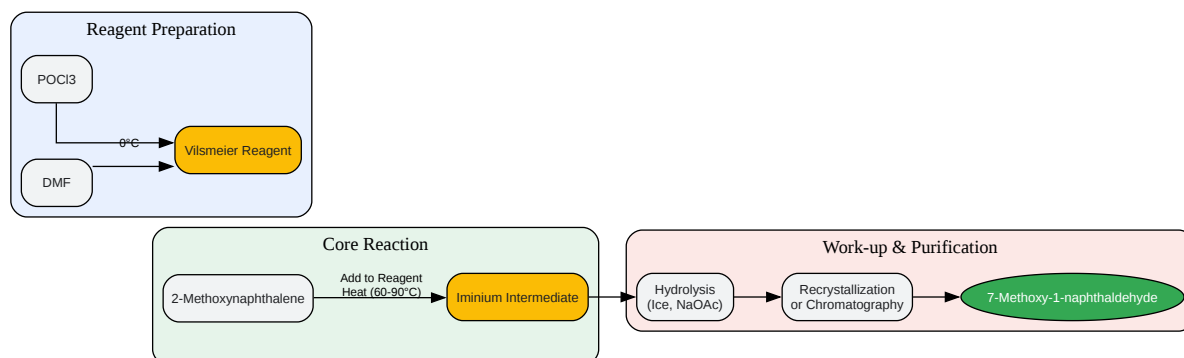 Reagent Preparation
POCl3
0°C
Vilsmeier Reagent
DMF
Core Reaction
2-Methoxynaphthalene
Add to Reagent
Heat (60-90°C)
Iminium Intermediate
Work-up & Purification
Hydrolysis
(Ice, NaOAc)
Recrystallization
or Chromatography
7-Methoxy-1-naphthaldehyde